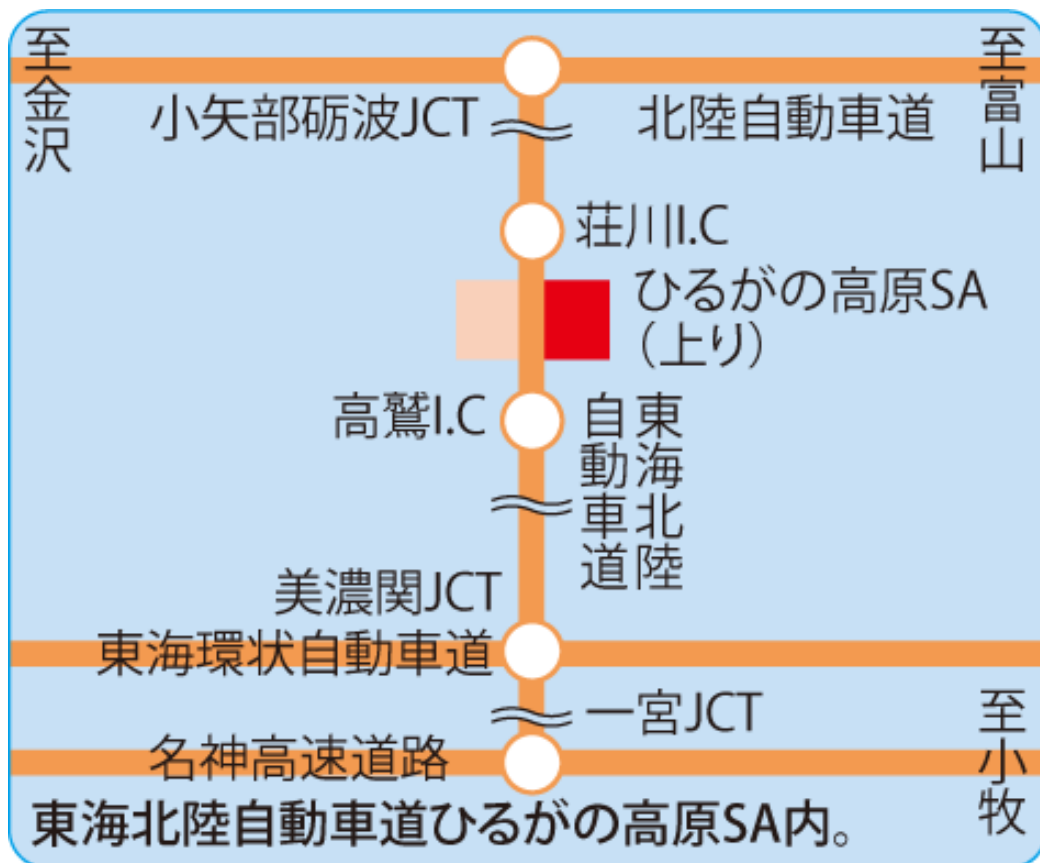 至金沢
至富山
小矢部砺波JCT
北陸自動車道
荘川I.C
ひるがの高原SA
(上り)
高鷲I.C
東海北陸
自動車道
美濃関JCT
東海環状自動車道
一宮JCT
至小牧
名神高速道路
東海北陸自動車道ひるがの高原SA内。